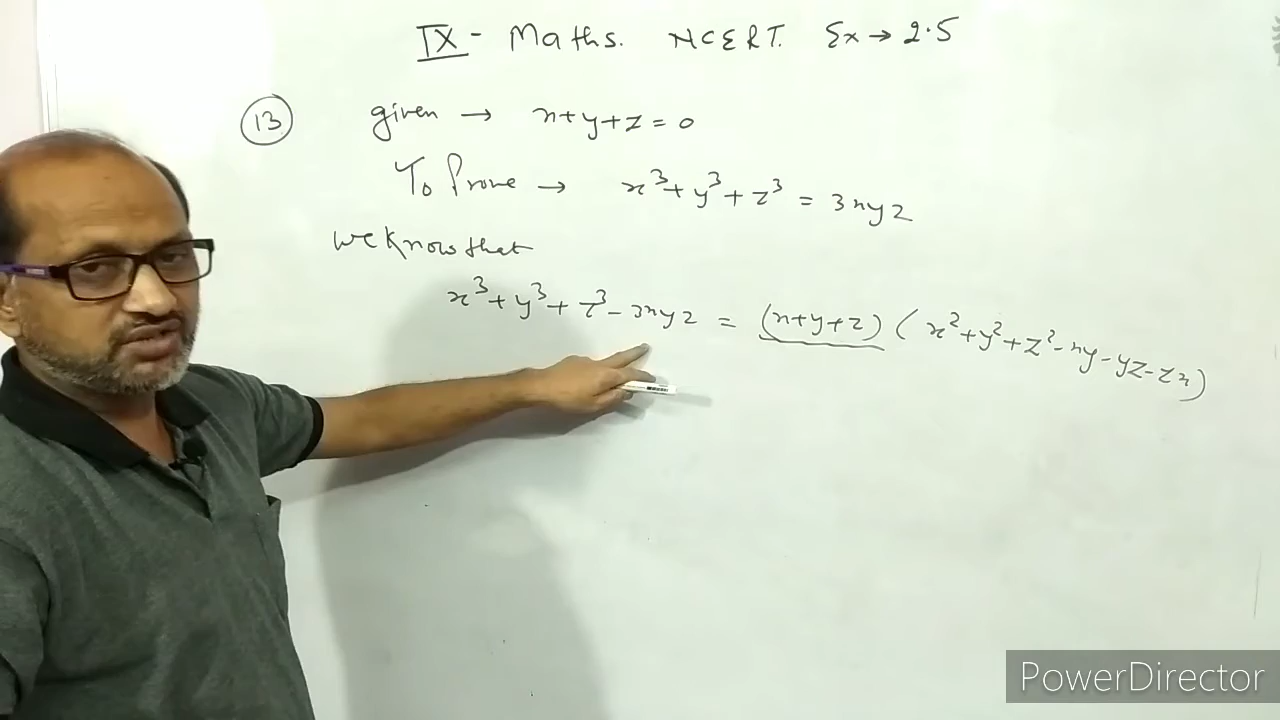 IX - Maths. NCERT. Ex → 2.5
13 given → x+y+z = 0
To Prove → x³+y³+z³ = 3xyz
We know that
x³+y³+z³-3xyz = (x+y+z) (x²+y²+z²-xy-yz-zx)
PowerDirector